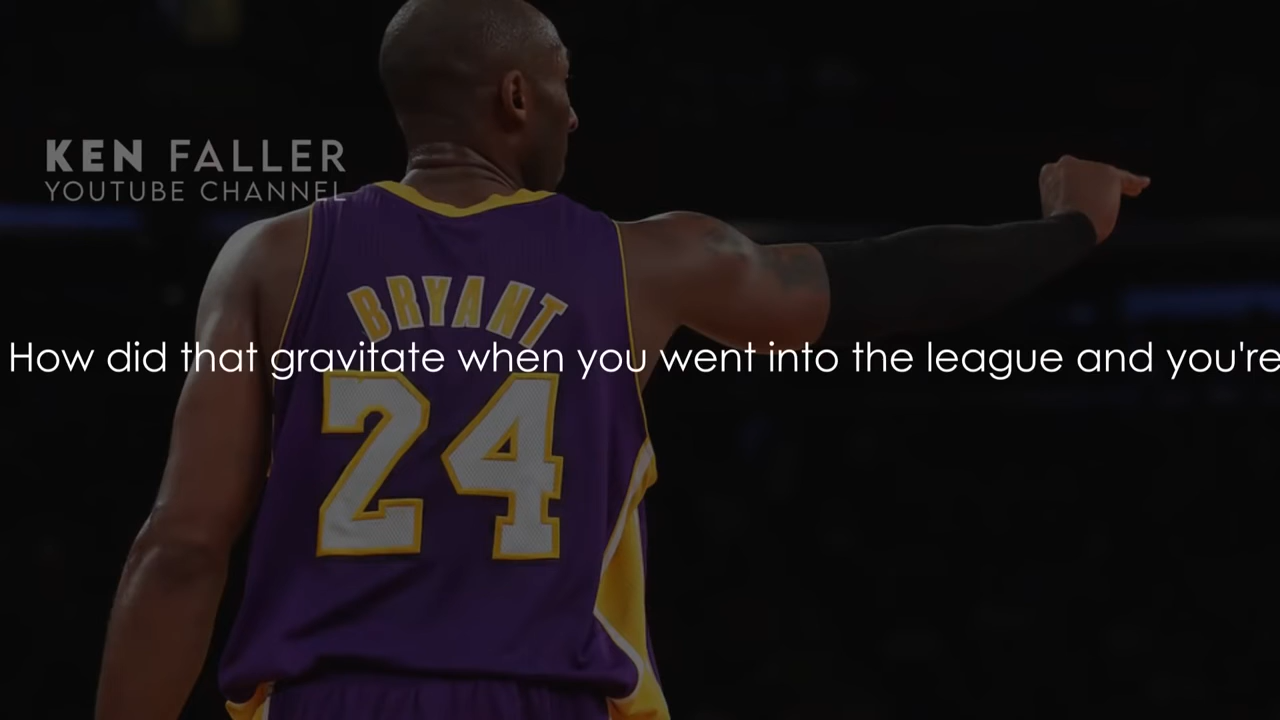 KEN FALLER
YOUTUBE CHANNEL
BRYANT
How did that gravitate when you went into the league and you're
24